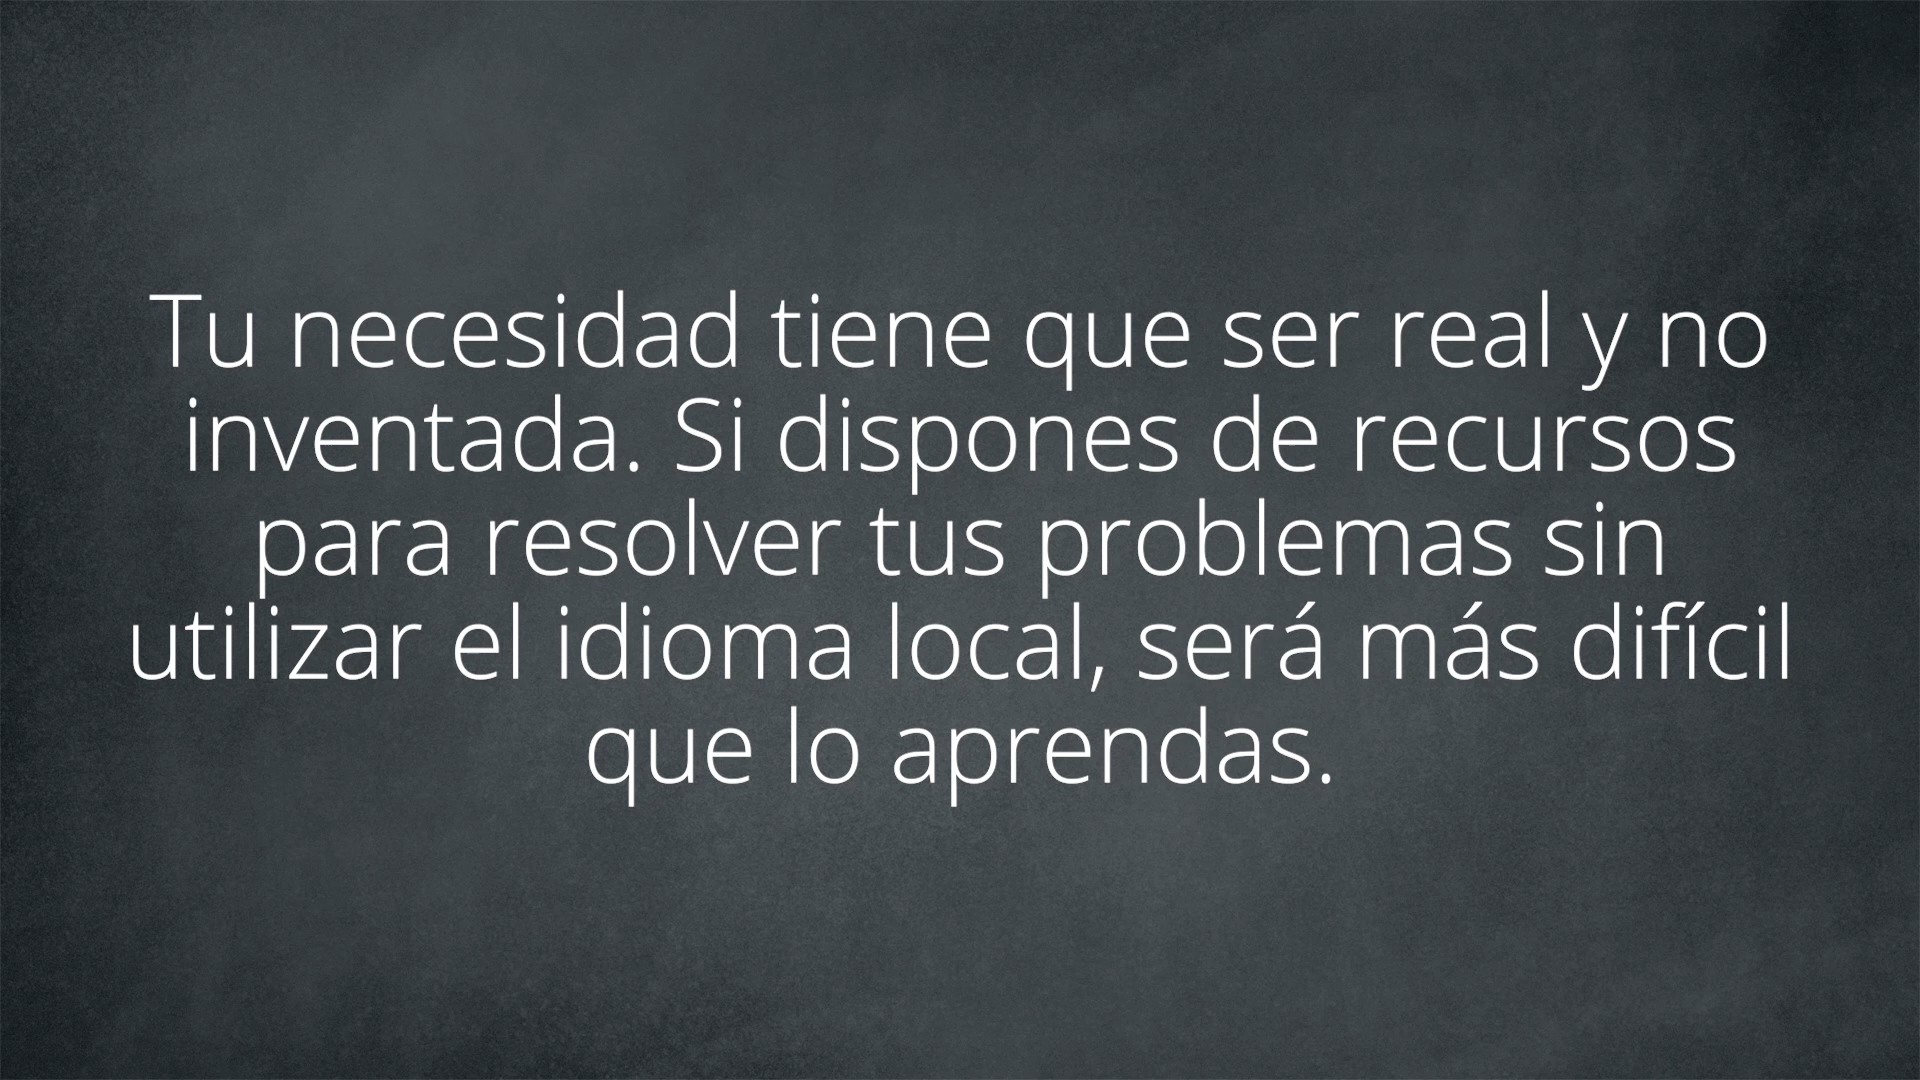 Tu necesidad tiene que ser real y no
inventada. Si dispones de recursos
para resolver tus problemas sin
utilizar el idioma local, será más difícil
que lo aprendas.